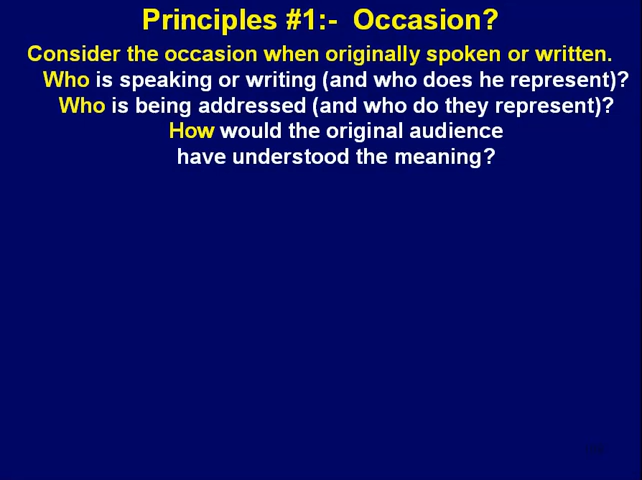 Principles #1:-  Occasion?
Consider the occasion when originally spoken or written.
Who is speaking or writing (and who does he represent)?
Who is being addressed (and who do they represent)?
How would the original audience
have understood the meaning?